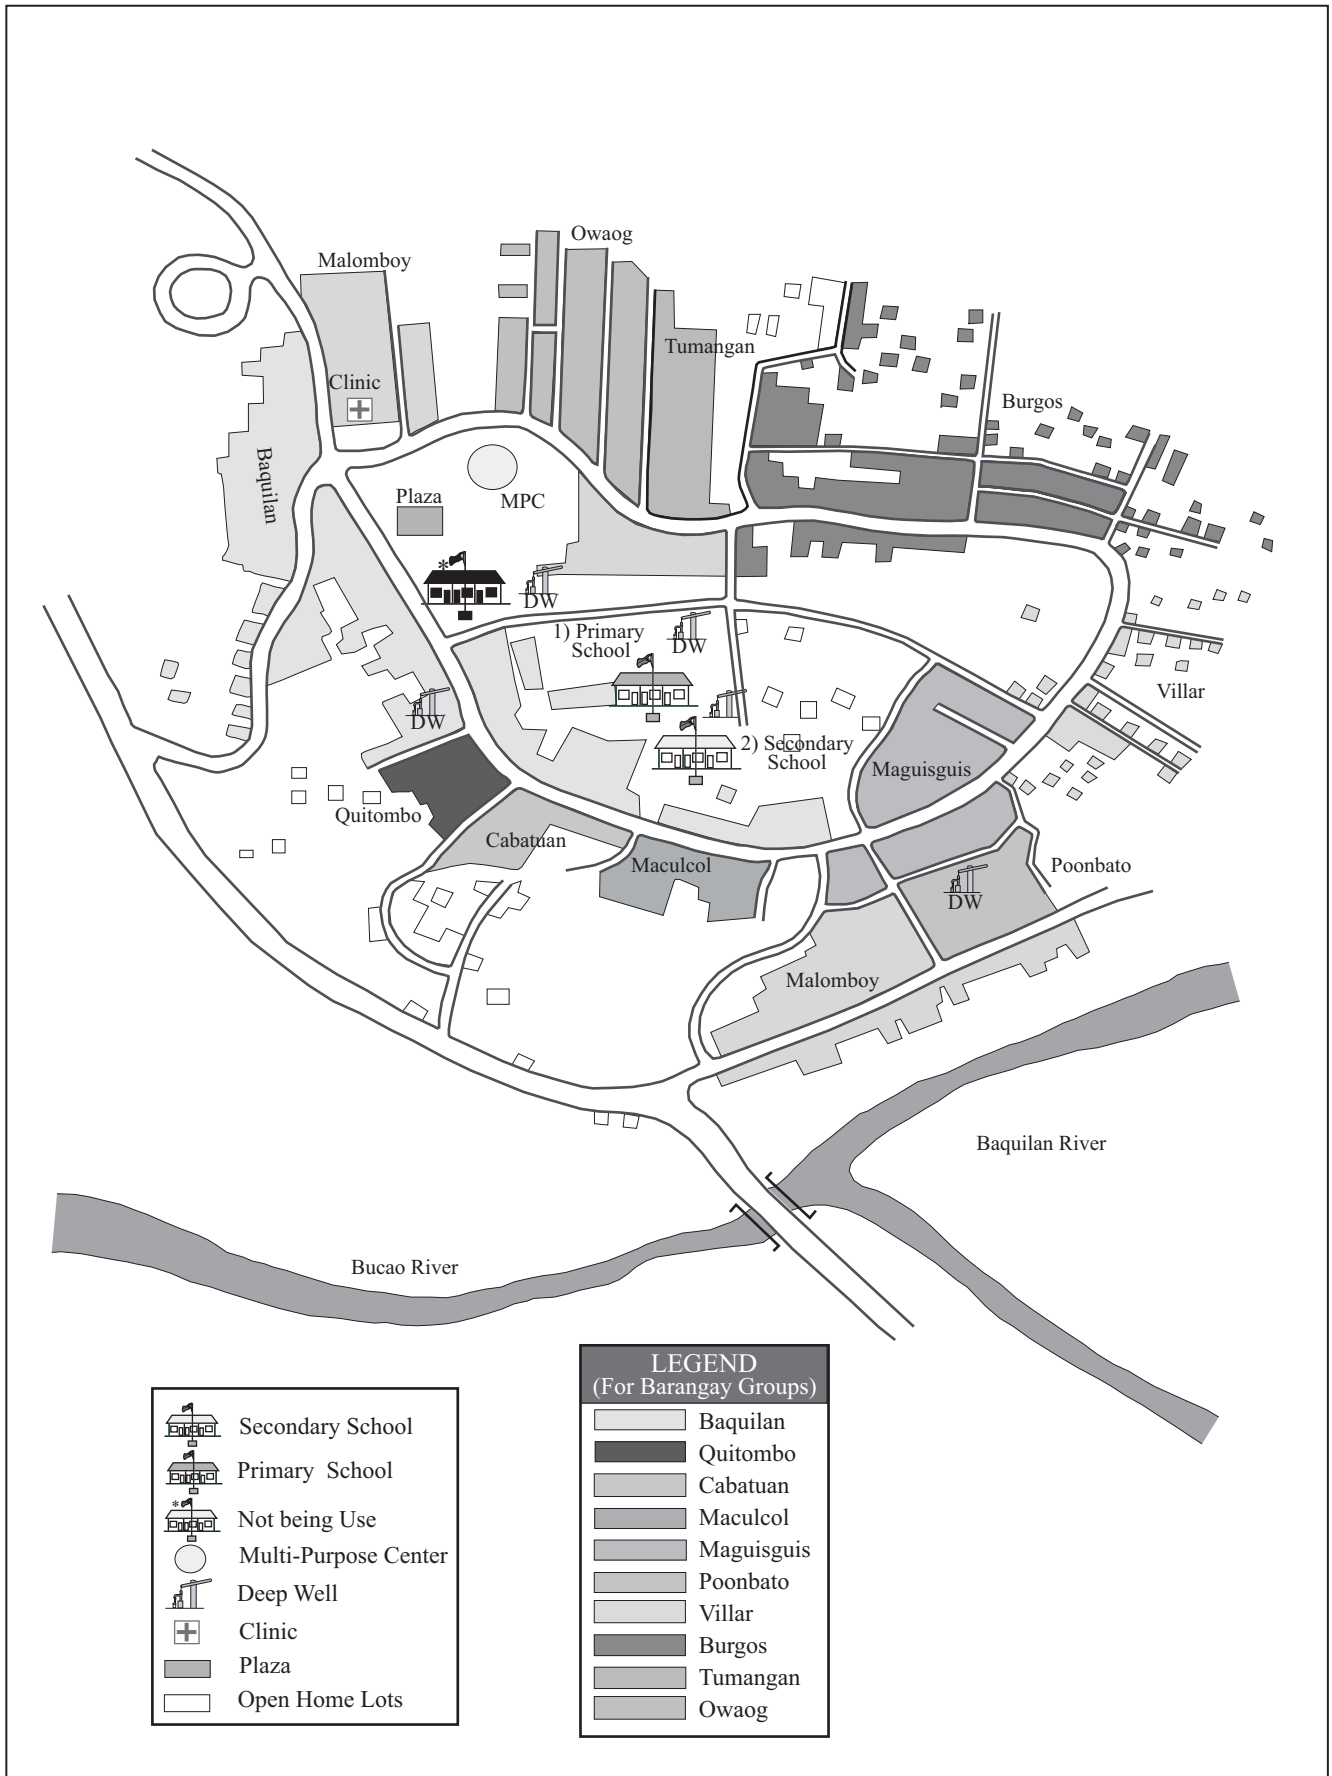 Owaog
Malomboy
Tumangan
Clinic
Burgos
Baquilan
Plaza
MPC
*
DW
1) Primary
School
DW
Villar
DW
2) Secondary
School
Maguisguis
Quitombo
Cabatuan
Maculcol
Poonbato
DW
Malomboy
Baquilan River
Bucao River
LEGEND
(For Barangay Groups)
Baquilan
Quitombo
Cabatuan
Maculcol
Maguisguis
Poonbato
Villar
Burgos
Tumangan
Owaog
Secondary School
Primary School
*
Not being Use
Multi-Purpose Center
Deep Well
Clinic
Plaza
Open Home Lots